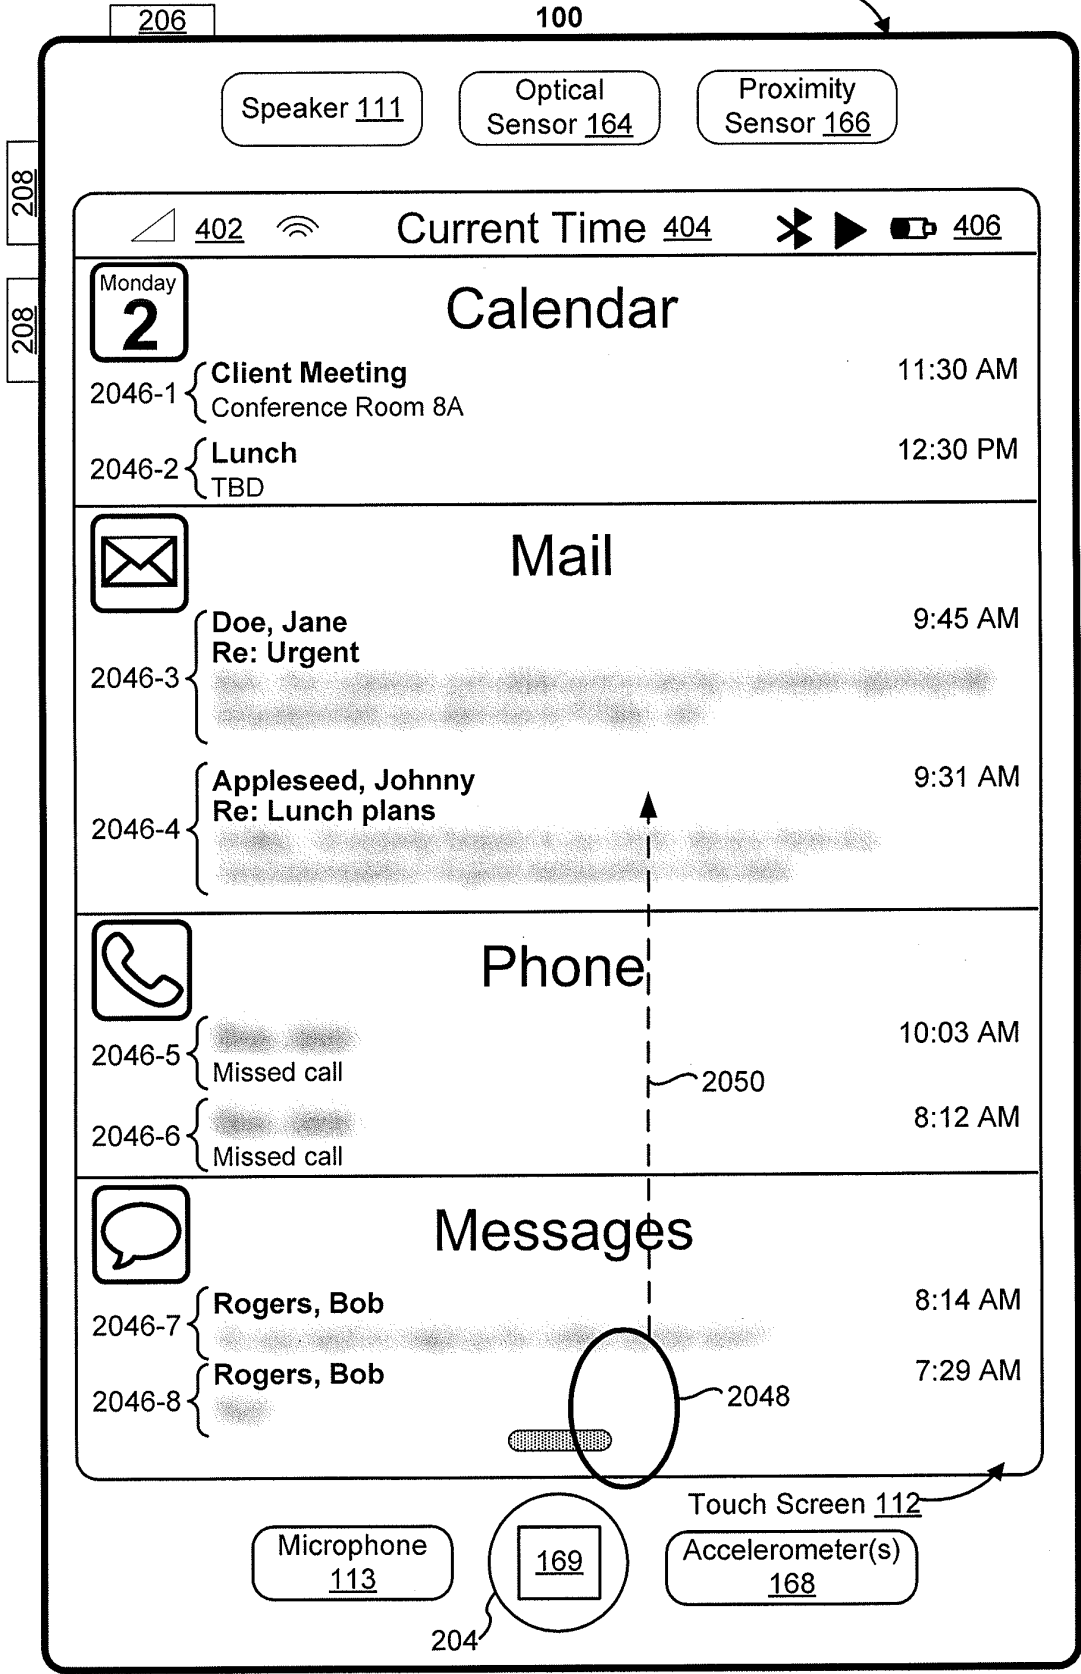 206
100
Speaker 111
Optical
Sensor 164
Proximity
Sensor 166
208
208
402 Current Time 404 406
Monday
2
Calendar
2046-1 Client Meeting 11:30 AM
Conference Room 8A
2046-2 Lunch 12:30 PM
TBD
Mail
Doe, Jane 9:45 AM
Re: Urgent
2046-3
Appleseed, Johnny 9:31 AM
Re: Lunch plans
2046-4
Phone
10:03 AM
2046-5
Missed call
2050
8:12 AM
2046-6
Missed call
Messages
Rogers, Bob 8:14 AM
2046-7
Rogers, Bob 7:29 AM
2046-8
2048
Touch Screen 112
Microphone
113
169
Accelerometer(s)
168
204